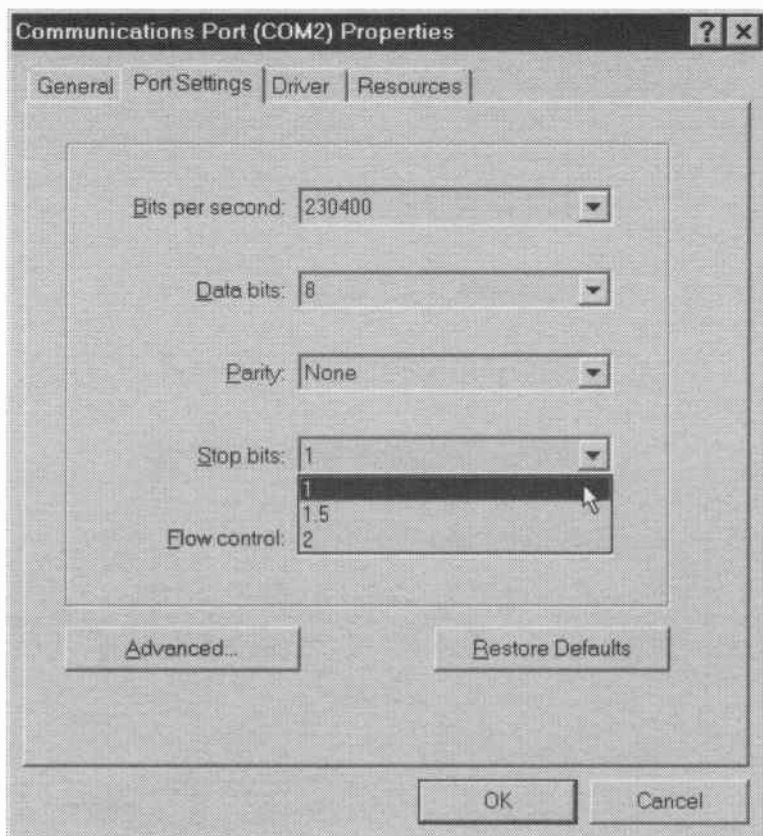 Communications Port (COM2) Properties ? ×
General Port Settings Driver Resources
Bits per second: 230400
Data bits: 8
Parity: None
Stop bits: 1
1
1.5
Flow control: 2
Advanced... Restore Defaults
OK Cancel